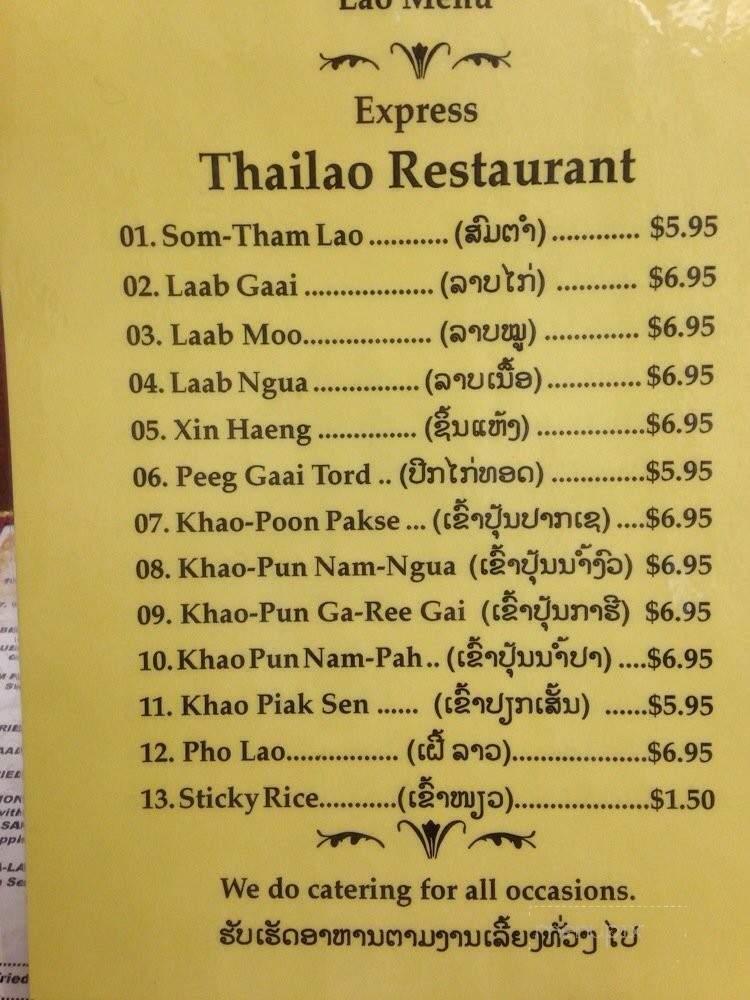 Lao Menu
Express
Thailao Restaurant
01. Som-Tham Lao ........... (ສົ້ມຕຳ) ............ $5.95
02. Laab Gaai .................. (ລາບໄກ່) ........... $6.95
03. Laab Moo.................. (ລາບໝູ) ............. $6.95
04. Laab Ngua ............... (ລາບເນື້ອ) ............. $6.95
05. Xin Haeng .............. (ຊີ້ນແຫ້ງ) ...............$6.95
06. Peeg Gaai Tord .. (ປີກໄກ່ທອດ) .............$5.95
07. Khao-Poon Pakse ... (ເຂົ້າປຸ້ນປາກເຊ) ....$6.95
08. Khao-Pun Nam-Ngua (ເຂົ້າປຸ້ນນ້ຳງົວ) $6.95
09. Khao-Pun Ga-Ree Gai (ເຂົ້າປຸ້ນກາຮີ) $6.95
10. Khao Pun Nam-Pah.. (ເຂົ້າປຸ້ນນ້ຳປາ) ....$6.95
11. Khao Piak Sen ...... (ເຂົ້າປຽກເສັ້ນ) ......$5.95
12. Pho Lao................ (ເຝີ້ ລາວ)...................$6.95
13. Sticky Rice...........(ເຂົ້າໜຽວ)...................$1.50
We do catering for all occasions.
ຮັບເຮັດອາຫານຕາມງານເລີ້ຍງທົ່ວໆ ໄປ